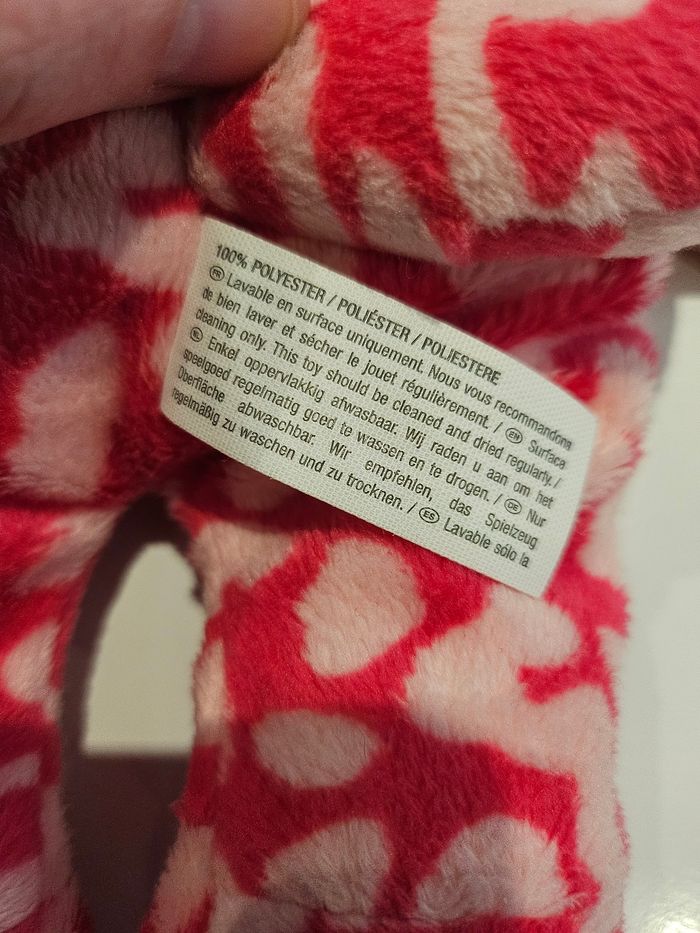 100% POLYESTER / POLIÉSTER / POLIESTERE
FR Lavable en surface uniquement. Nous vous recommandons
de bien laver et sécher le jouet régulièrement. / EN Surface
cleaning only. This toy should be cleaned and dried regularly. /
NL Enkel oppervlakkig afwasbaar. Wij raden u aan om het
speelgoed regelmatig goed te wassen en te drogen. / DE Nur
Oberfläche abwaschbar. Wir empfehlen, das Spielzeug
regelmäßig zu waschen und zu trocknen. / ES Lavable sólo la